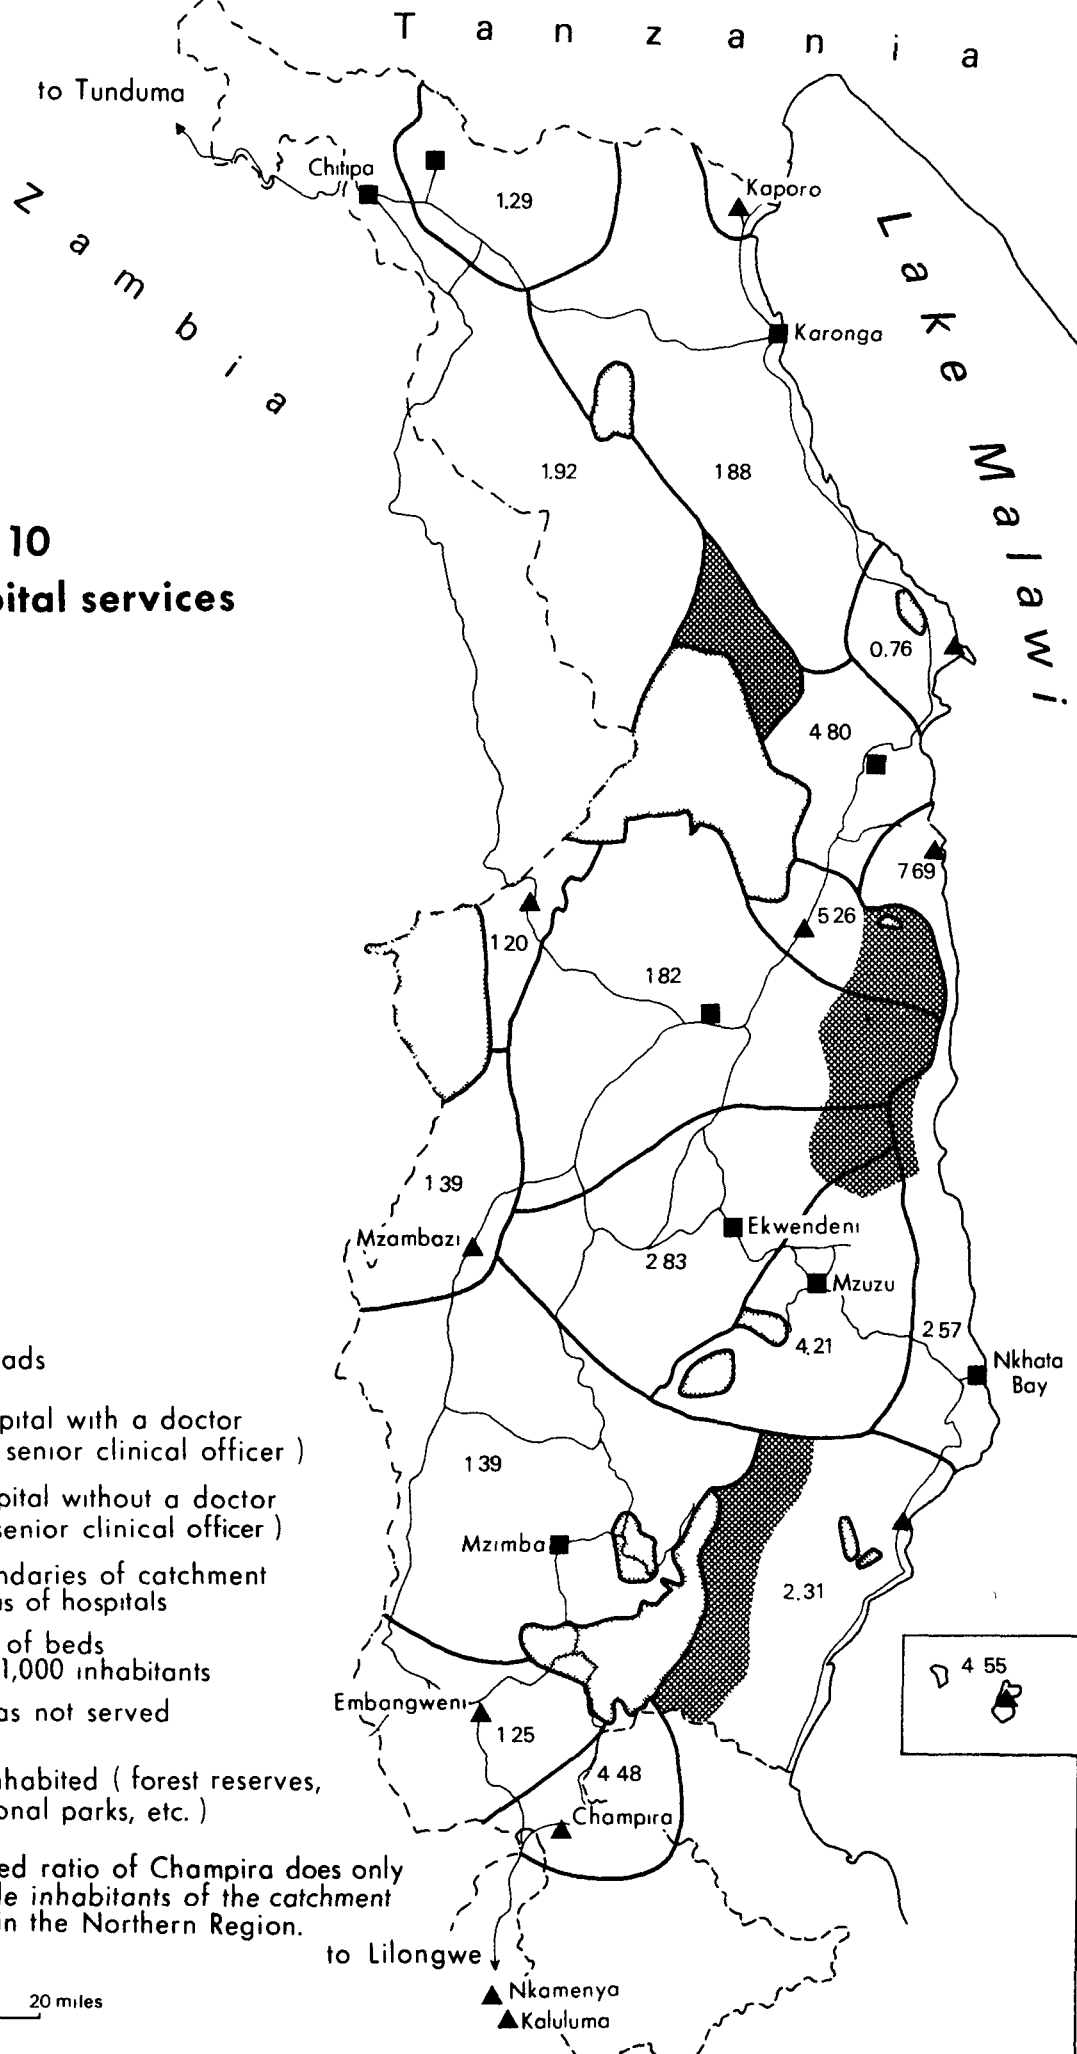 Tanzania
to Tunduma
Chitipa
1.29
Kaporo
Zambia
Lake Malawi
Karonga
1.92
1 88
10
ital services
0.76
4 80
7 69
5 26
1 20
1 82
1 39
Mzambazi
Ekwendeni
2 83
Mzuzu
4.21
2 57
Nkhata
Bay
ads
pital with a doctor
senior clinical officer )
pital without a doctor
senior clinical officer )
ndaries of catchment
s of hospitals
of beds
1,000 inhabitants
as not served
nhabited ( forest reserves,
onal parks, etc. )
ed ratio of Champira does only
le inhabitants of the catchment
in the Northern Region.
20 miles
1 39
Mzimba
2.31
4 55
Embangweni
1 25
4 48
Champira
to Lilongwe
Nkamenya
Kaluluma